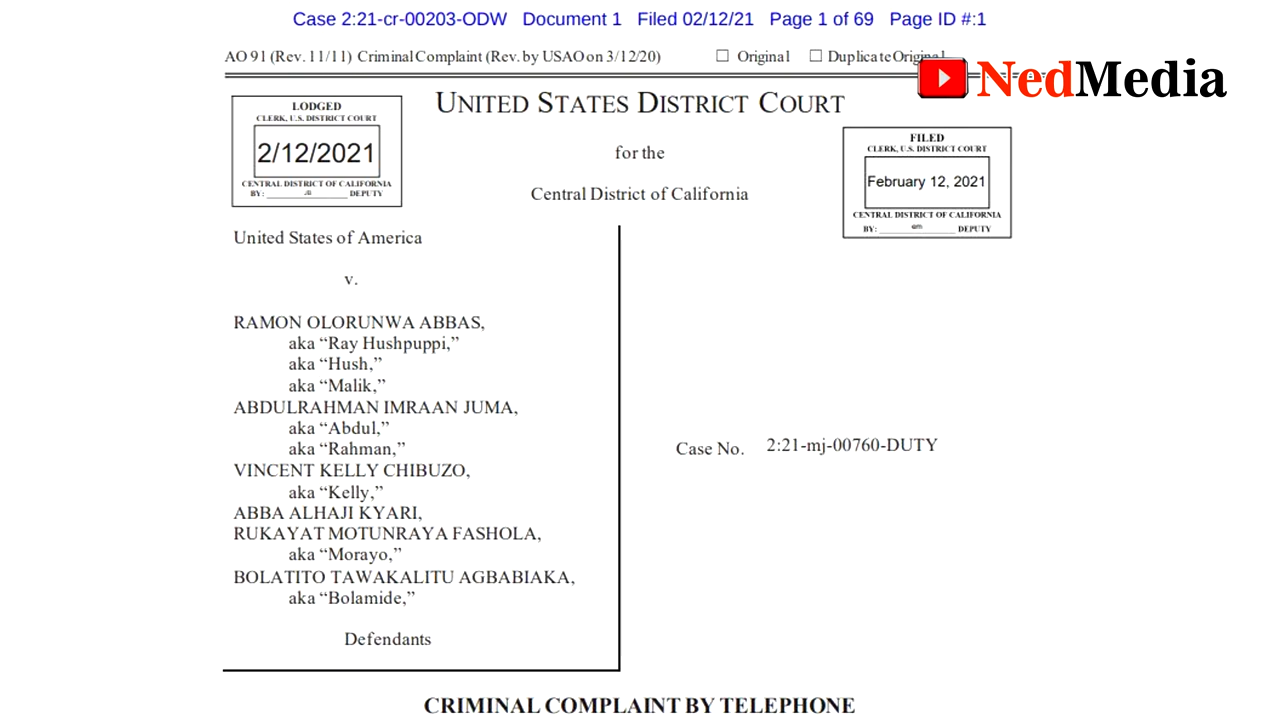 Case 2:21-cr-00203-ODW Document 1 Filed 02/12/21 Page 1 of 69 Page ID #:1
AO 91 (Rev. 11/11) Criminal Complaint (Rev. by USAO on 3/12/20) ☐ Original ☐ Duplicate Original
NedMedia
LODGED
CLERK, U.S. DISTRICT COURT
2/12/2021
CENTRAL DISTRICT OF CALIFORNIA
BY: ____________ DEPUTY
UNITED STATES DISTRICT COURT
for the
Central District of California
FILED
CLERK, U.S. DISTRICT COURT
February 12, 2021
CENTRAL DISTRICT OF CALIFORNIA
BY: ____em____ DEPUTY
United States of America
v.
RAMON OLORUNWA ABBAS,
aka “Ray Hushpuppi,”
aka “Hush,”
aka “Malik,”
ABDULRAHMAN IMRAAN JUMA,
aka “Abdul,”
aka “Rahman,”
VINCENT KELLY CHIBUZO,
aka “Kelly,”
ABBA ALHAJI KYARI,
RUKAYAT MOTUNRAYA FASHOLA,
aka “Morayo,”
BOLATITO TAWAKALITU AGBABIAKA,
aka “Bolamide,”
Defendants
Case No. 2:21-mj-00760-DUTY
CRIMINAL COMPLAINT BY TELEPHONE